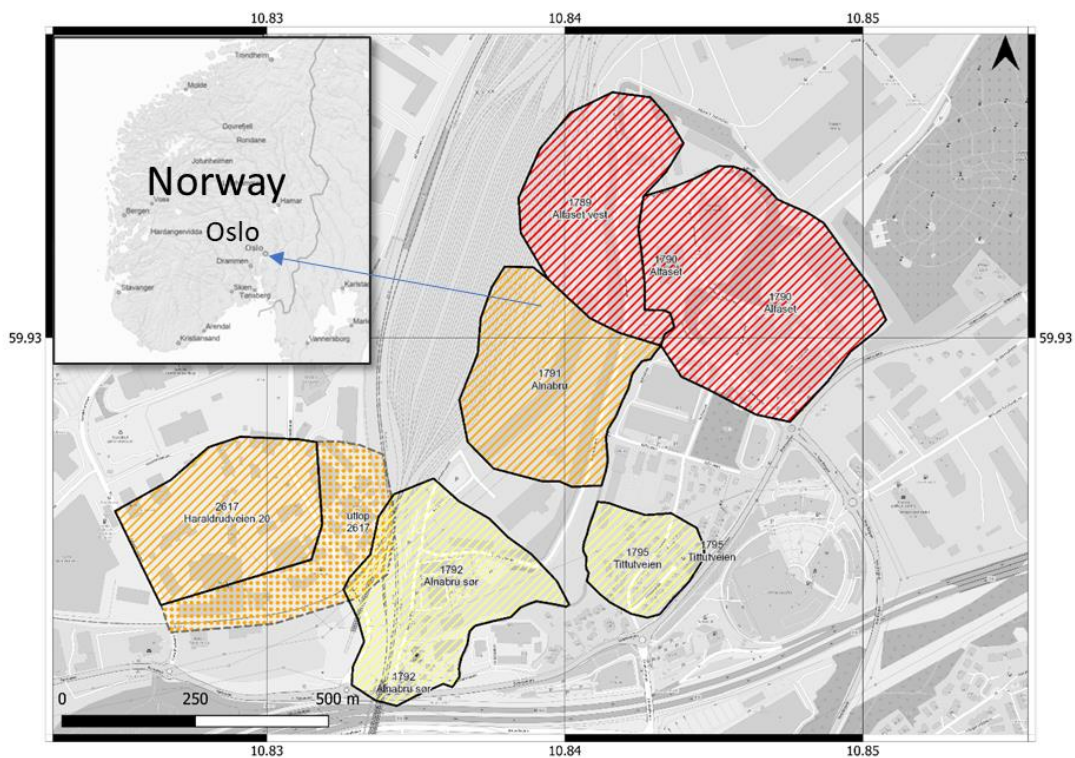 10.83
10.84
10.85
Trondheim
Molde
Dovrefjell
Rondane
Jotunheimen
Norway
Voss
Hamar
Bergen
Hardangervidda
Oslo
Oslo
Drammen
Stavanger
Skien
Tønsberg
Karlsta
Arendal
Kristiansand
Vännersburg
59.93
59.93
1789
Alfaset vest
1790
Alfaset
1790
Alfaset
1791
Alnabru
2617
Haraldrudveien 20
utløp
2617
1792
Alnabru sør
1795
Tittutveien
1795
Tittutveien
1792
Alnabru sør
0
250
500 m
10.83
10.84
10.85